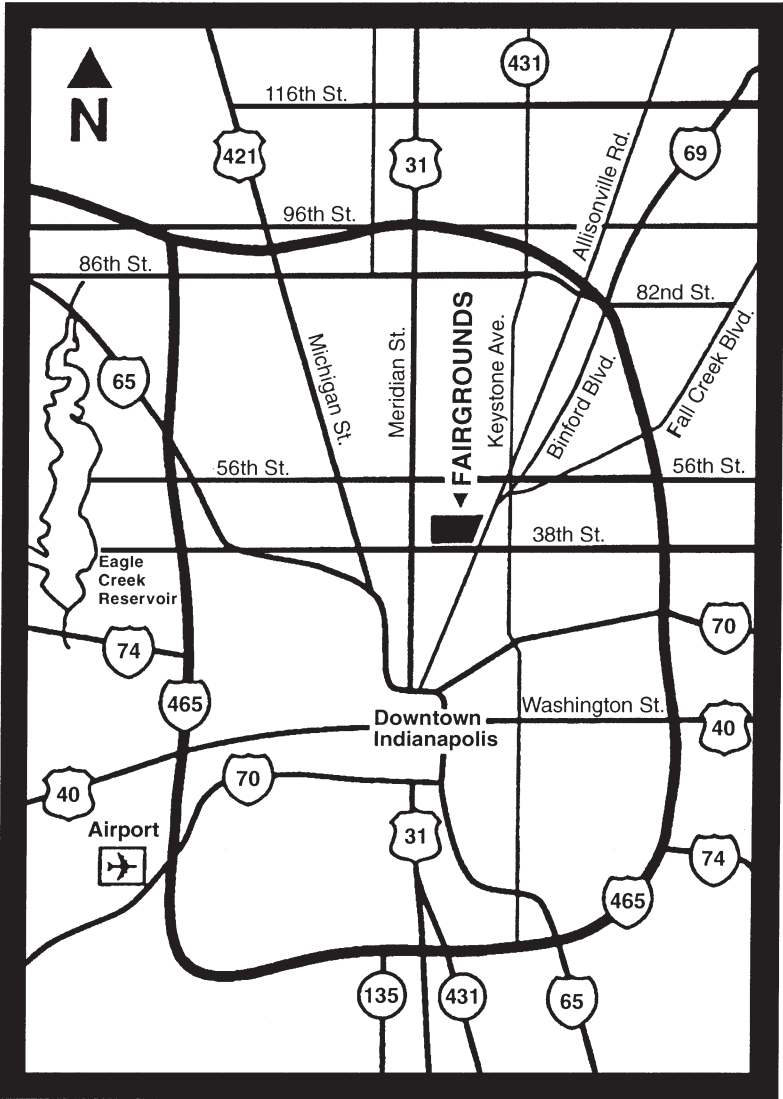 431
116th St.
N
421
31
69
Allisonville Rd.
96th St.
86th St.
82nd St.
FAIRGROUNDS
Keystone Ave.
Meridian St.
Michigan St.
Binford Blvd.
Fall Creek Blvd.
65
56th St.
56th St.
38th St.
Eagle
Creek
Reservoir
74
70
465
Washington St.
Downtown
Indianapolis
40
40
70
Airport
31
74
465
135
431
65